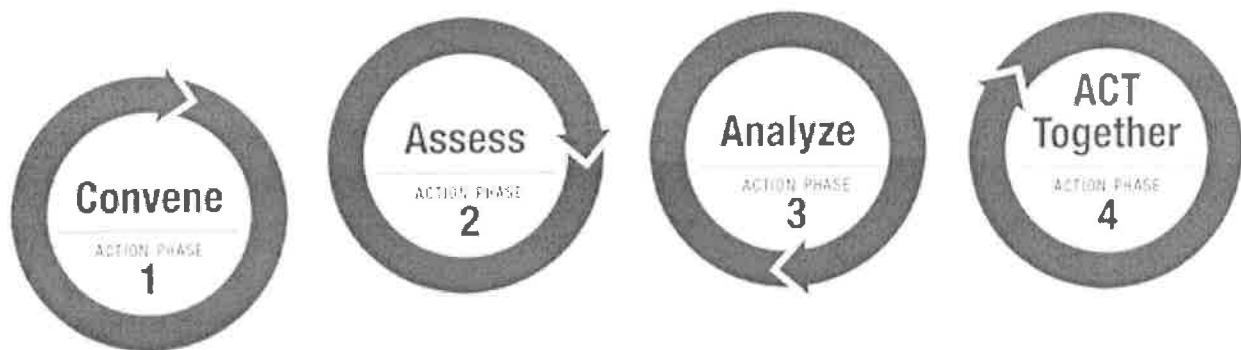 Convene
ACTION PHASE
1
Assess
ACTION PHASE
2
Analyze
ACTION PHASE
3
ACT
Together
ACTION PHASE
4